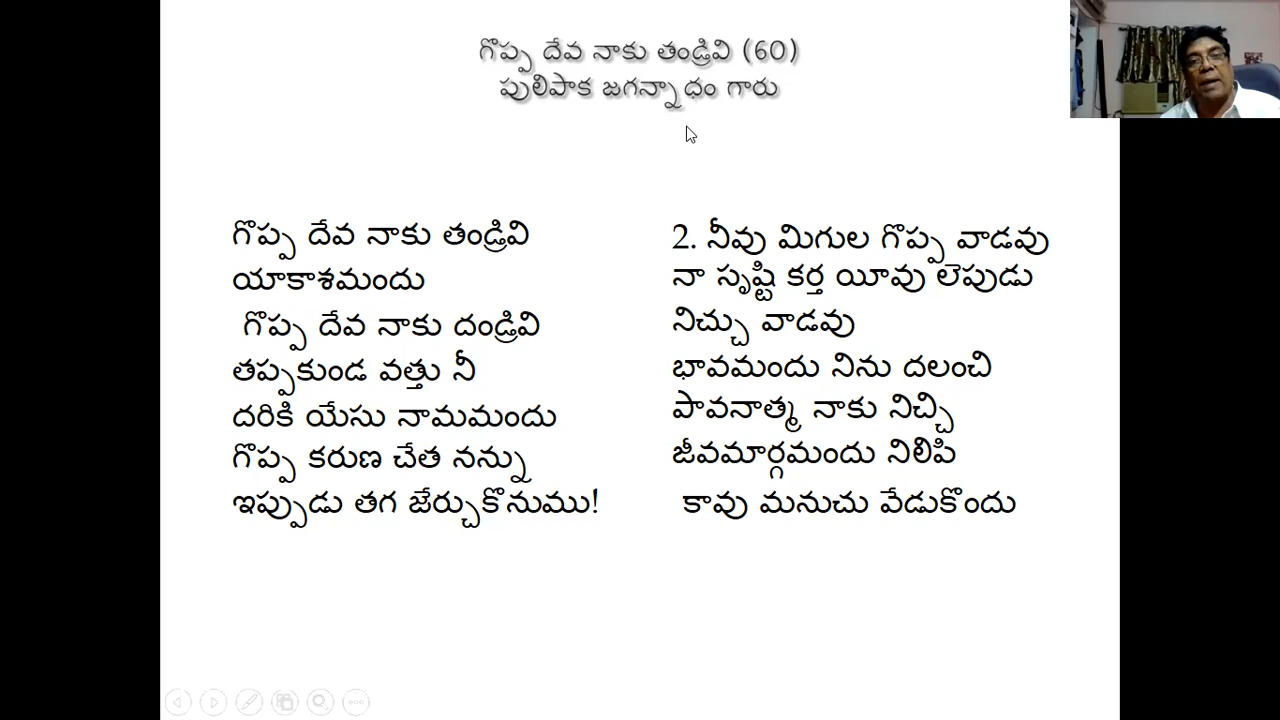 గొప్ప దేవ నాకు తండ్రివి (60)
పులిపాక జగన్నాధం గారు
గొప్ప దేవ నాకు తండ్రివి
యాకాశమందు
గొప్ప దేవ నాకు దండ్రివి
తప్పకుండ వత్తు నీ
దరికి యేసు నామమందు
గొప్ప కరుణ చేత నన్ను
ఇప్పుడు తగ జేర్చుకొనుము!
2. నీవు మిగుల గొప్ప వాడవు
నా సృష్టి కర్త యీవు లెపుడు
నిచ్చు వాడవు
భావమందు నిను దలంచి
పావనాత్మ నాకు నిచ్చి
జీవమార్గమందు నిలిపి
కావు మనుచు వేడుకొందు